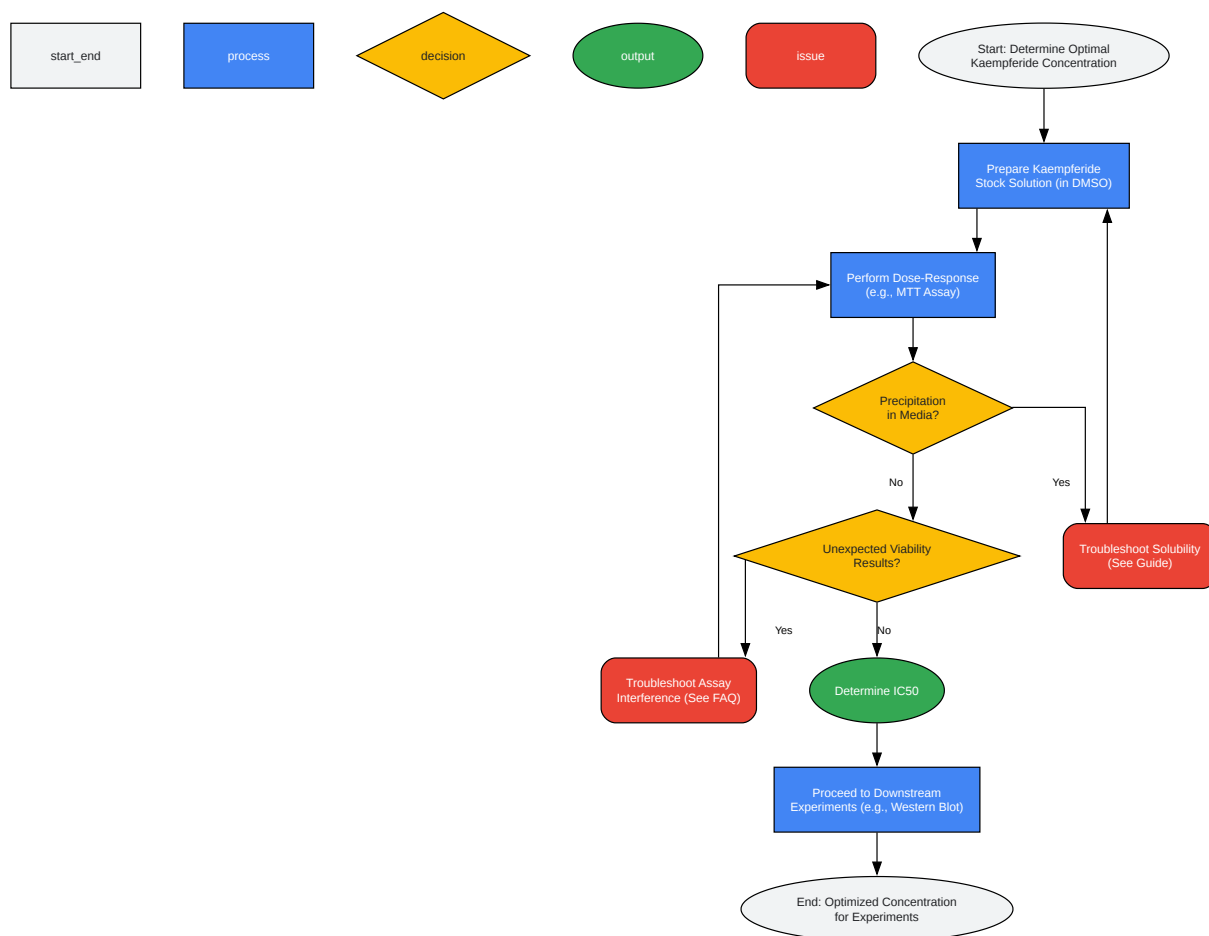 start_end
process
decision
output
issue
Start: Determine Optimal
Kaempferide Concentration
Prepare Kaempferide
Stock Solution (in DMSO)
Perform Dose-Response
(e.g., MTT Assay)
Precipitation
in Media?
No
Yes
Unexpected Viability
Results?
Troubleshoot Solubility
(See Guide)
Yes
No
Troubleshoot Assay
Interference (See FAQ)
Determine IC50
Proceed to Downstream
Experiments (e.g., Western Blot)
End: Optimized Concentration
for Experiments